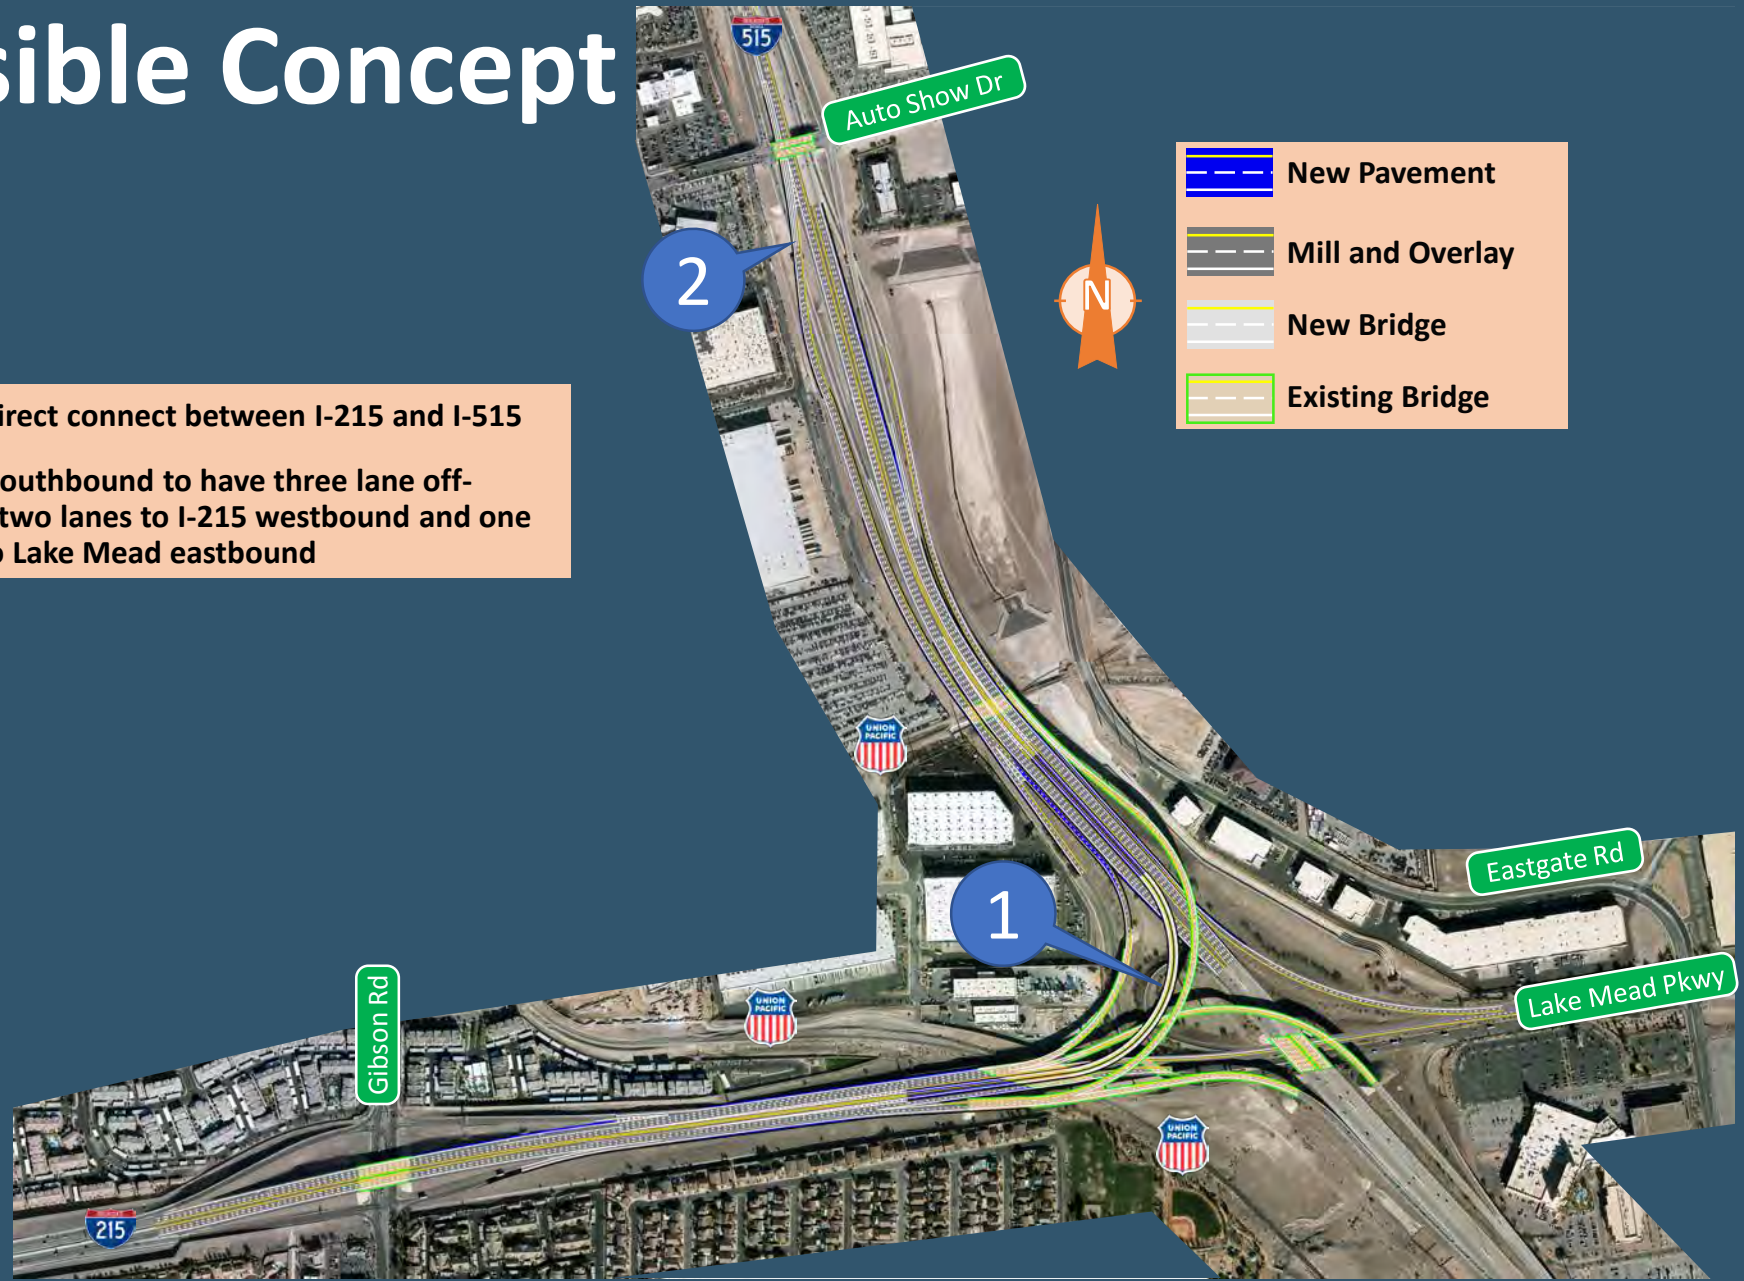 sible Concept
515
Auto Show Dr
New Pavement
2
Mill and Overlay
N
New Bridge
Existing Bridge
irect connect between I-215 and I-515
outhbound to have three lane off-
two lanes to I-215 westbound and one
o Lake Mead eastbound
UNION
PACIFIC
Eastgate Rd
1
Lake Mead Pkwy
Gibson Rd
UNION
PACIFIC
UNION
PACIFIC
215